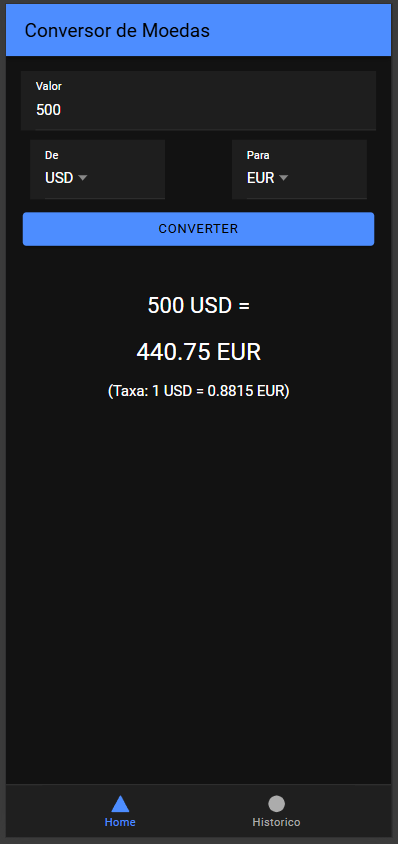 Conversor de Moedas
Valor
500
De
Para
USD
EUR
CONVERTER
500 USD =
440.75 EUR
(Taxa: 1 USD = 0.8815 EUR)
Home
Historico